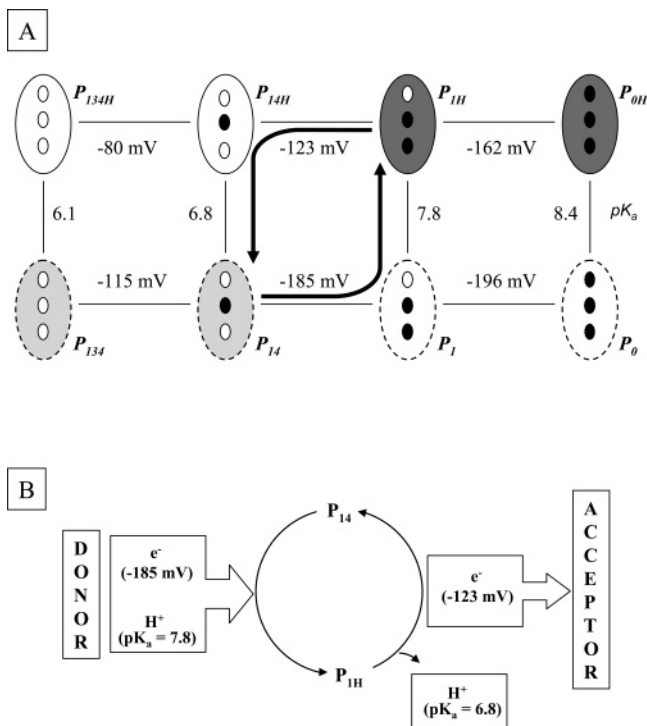 A
P134H
P14H
P1H
P0H
-80 mV
-123 mV
-162 mV
6.1
6.8
7.8
8.4
pKa
-115 mV
-185 mV
-196 mV
P134
P14
P1
P0
B
DONOR
e-
(-185 mV)
H+
(pKa = 7.8)
P14
P1H
e-
(-123 mV)
H+
(pKa = 6.8)
ACCEPTOR